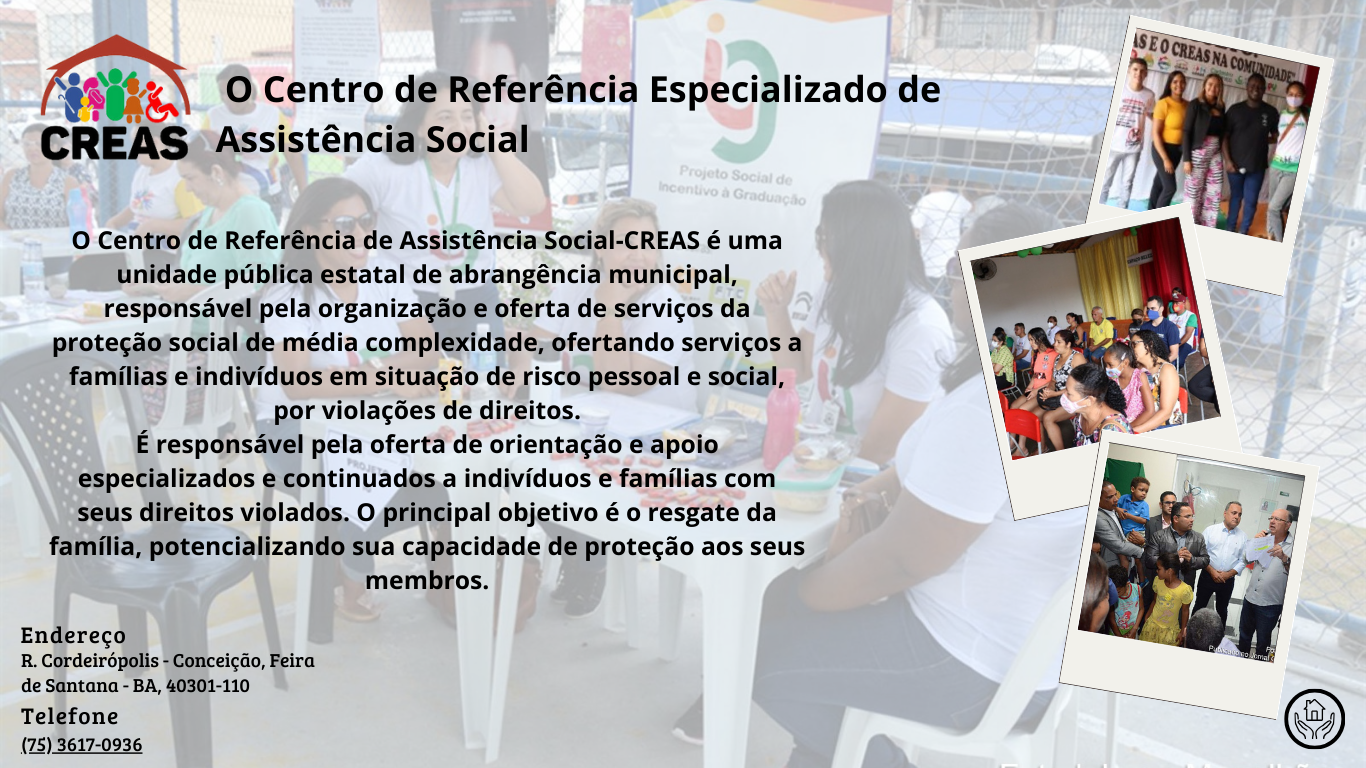 CREAS
O Centro de Referência Especializado de
Assistência Social
Projeto Social de
Incentivo à Graduação
AS E O CREAS NA COMUNIDADE
O Centro de Referência de Assistência Social-CREAS é uma
unidade pública estatal de abrangência municipal,
responsável pela organização e oferta de serviços da
proteção social de média complexidade, ofertando serviços a
famílias e indivíduos em situação de risco pessoal e social,
por violações de direitos.
É responsável pela oferta de orientação e apoio
especializados e continuados a indivíduos e famílias com
seus direitos violados. O principal objetivo é o resgate da
família, potencializando sua capacidade de proteção aos seus
membros.
Endereço
R. Cordeirópolis - Conceição, Feira
de Santana - BA, 40301-110
Telefone
(75) 3617-0936